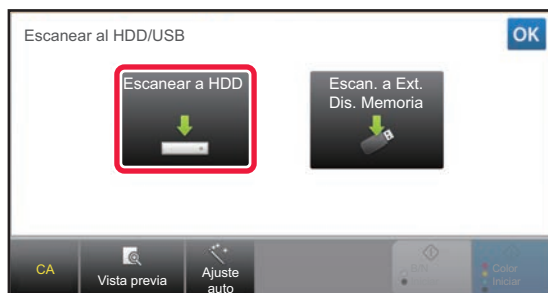 Escanear al HDD/USB
OK
Escanear a HDD
Escan. a Ext.
Dis. Memoria
CA
Vista previa
Ajuste
auto
B/N
Color
Iniciar